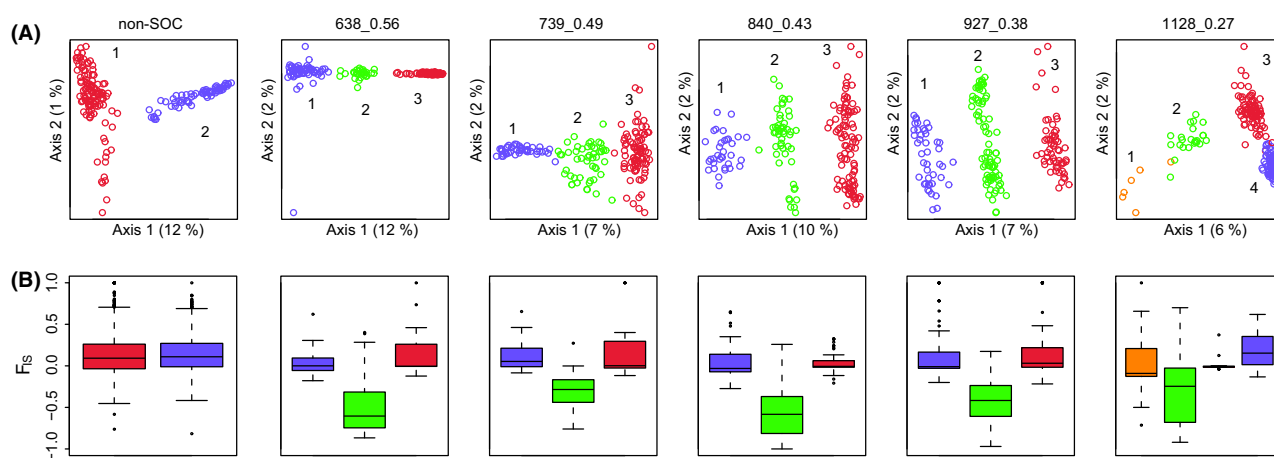 (A)
non-SOC 638_0.56 739_0.49 840_0.43 927_0.38 1128_0.27
Axis 2 (1 %) 1 2
Axis 1 (12 %)
Axis 2 (2 %) 1 2 3
Axis 1 (12 %)
Axis 2 (2 %) 1 2 3
Axis 1 (7 %)
Axis 2 (2 %) 1 2 3
Axis 1 (10 %)
Axis 2 (2 %) 1 2 3
Axis 1 (7 %)
Axis 2 (2 %) 1 2 3 4
Axis 1 (6 %)
(B)
FIs
1.0
0.5
0.0
−0.5
−1.0